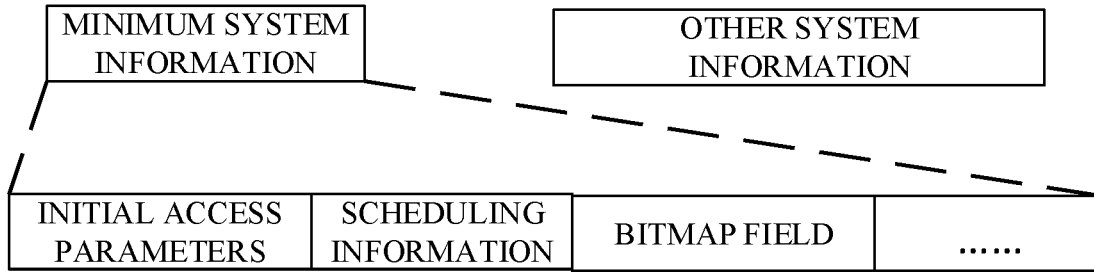 MINIMUM SYSTEM
INFORMATION
OTHER SYSTEM
INFORMATION
INITIAL ACCESS
PARAMETERS
SCHEDULING
INFORMATION
BITMAP FIELD
……